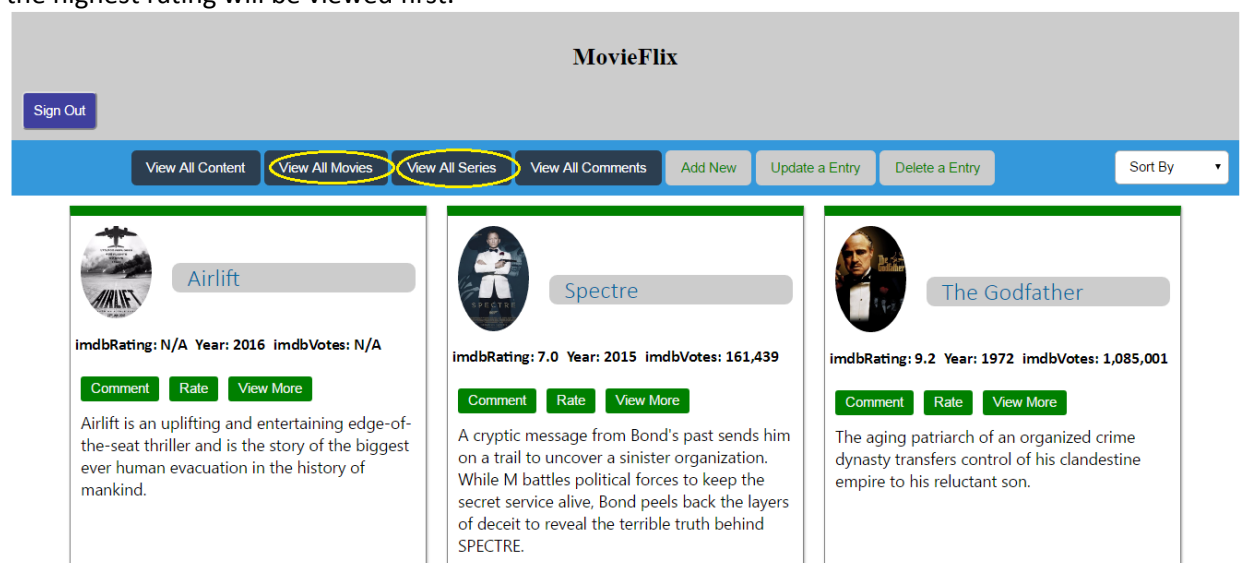 the highest rating will be viewed first.
MovieFlix
Sign Out
View All Content View All Movies View All Series View All Comments Add New Update a Entry Delete a Entry Sort By
Airlift
imdbRating: N/A Year: 2016 imdbVotes: N/A
Comment Rate View More
Airlift is an uplifting and entertaining edge-of-
the-seat thriller and is the story of the biggest
ever human evacuation in the history of
mankind.
SPECTRE
Spectre
imdbRating: 7.0 Year: 2015 imdbVotes: 161,439
Comment Rate View More
A cryptic message from Bond's past sends him
on a trail to uncover a sinister organization.
While M battles political forces to keep the
secret service alive, Bond peels back the layers
of deceit to reveal the terrible truth behind
SPECTRE.
The Godfather
imdbRating: 9.2 Year: 1972 imdbVotes: 1,085,001
Comment Rate View More
The aging patriarch of an organized crime
dynasty transfers control of his clandestine
empire to his reluctant son.